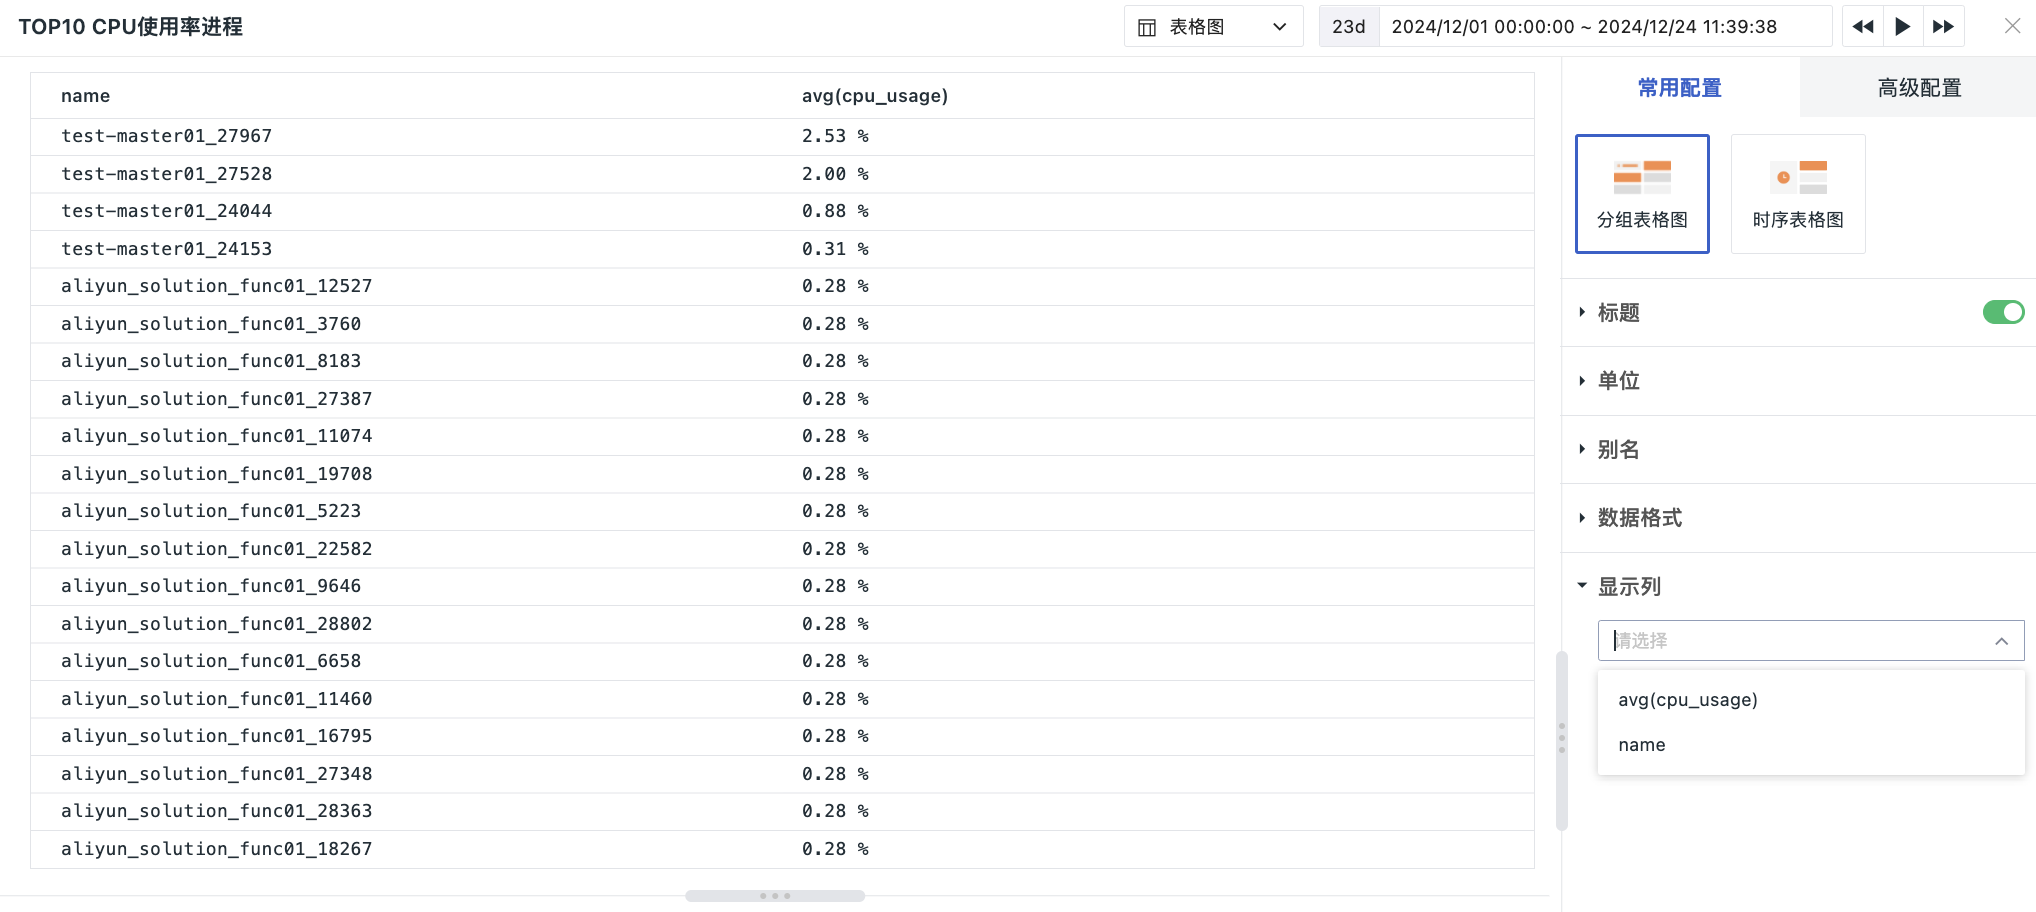 TOP10 CPU使用率进程
表格图
23d 2024/12/01 00:00:00 ~ 2024/12/24 11:39:38
name avg(cpu_usage)
test-master01_27967 2.53 %
test-master01_27528 2.00 %
test-master01_24044 0.88 %
test-master01_24153 0.31 %
aliyun_solution_func01_12527 0.28 %
aliyun_solution_func01_3760 0.28 %
aliyun_solution_func01_8183 0.28 %
aliyun_solution_func01_27387 0.28 %
aliyun_solution_func01_11074 0.28 %
aliyun_solution_func01_19708 0.28 %
aliyun_solution_func01_5223 0.28 %
aliyun_solution_func01_22582 0.28 %
aliyun_solution_func01_9646 0.28 %
aliyun_solution_func01_28802 0.28 %
aliyun_solution_func01_6658 0.28 %
aliyun_solution_func01_11460 0.28 %
aliyun_solution_func01_16795 0.28 %
aliyun_solution_func01_27348 0.28 %
aliyun_solution_func01_28363 0.28 %
aliyun_solution_func01_18267 0.28 %
常用配置 高级配置
分组表格图 时序表格图
标题
单位
别名
数据格式
显示列
请选择
avg(cpu_usage)
name